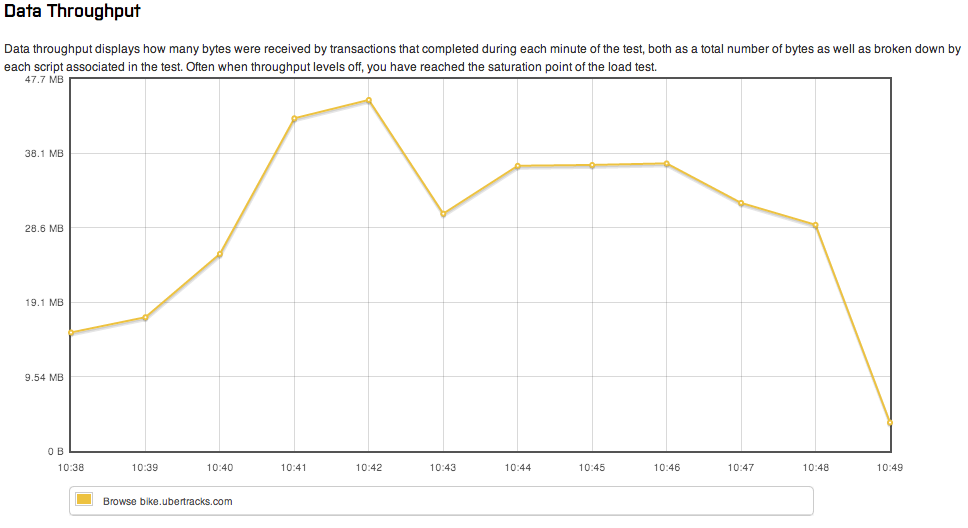 Data Throughput
Data throughput displays how many bytes were received by transactions that completed during each minute of the test, both as a total number of bytes as well as broken down by
each script associated in the test. Often when throughput levels off, you have reached the saturation point of the load test.
47.7 MB
38.1 MB
28.6 MB
19.1 MB
9.54 MB
0 B
10:38 10:39 10:40 10:41 10:42 10:43 10:44 10:45 10:46 10:47 10:48 10:49
Browse bike.ubertracks.com